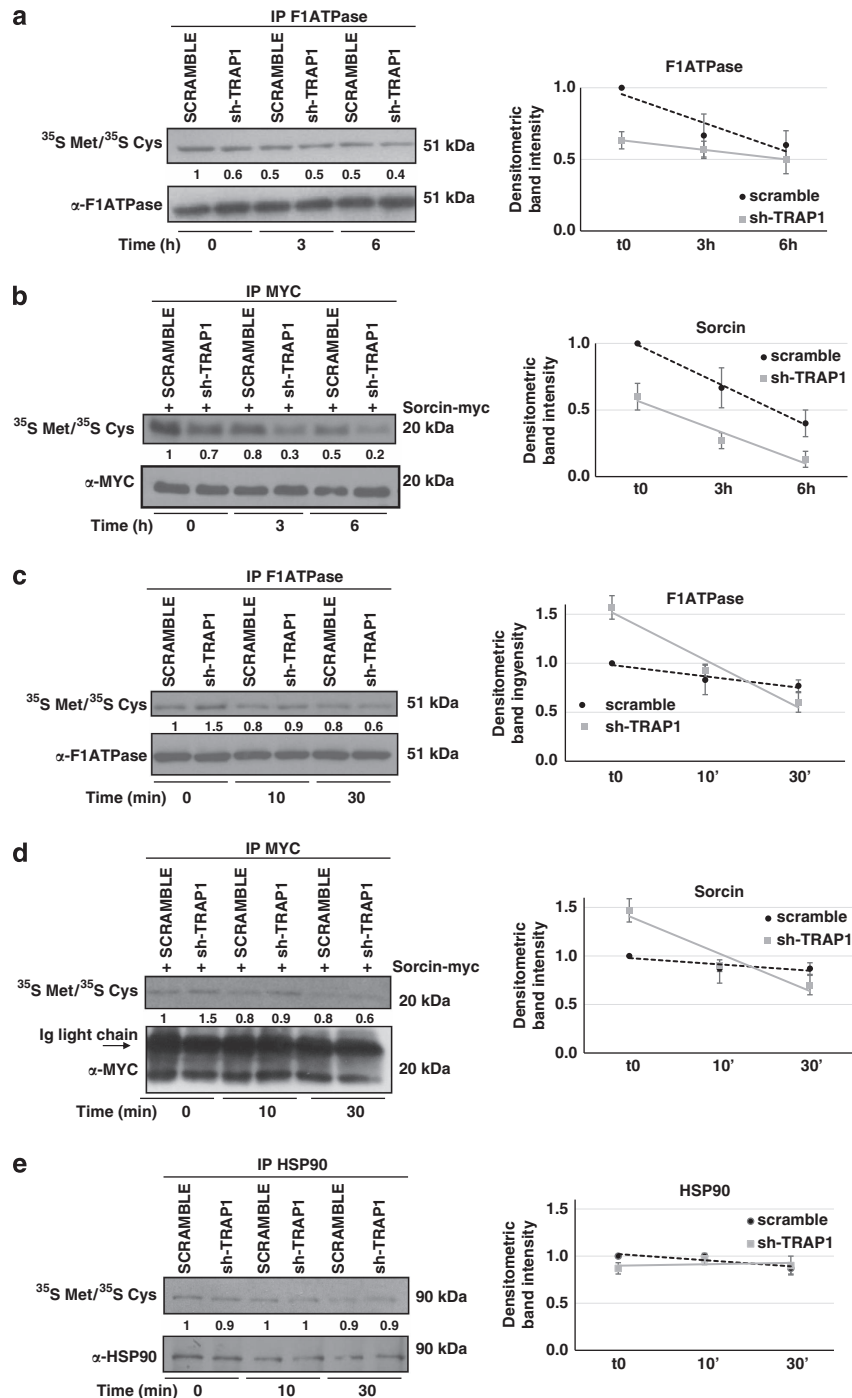 a
IP F1ATPase
SCRAMBLE
sh-TRAP1
SCRAMBLE
sh-TRAP1
SCRAMBLE
sh-TRAP1
35S Met/35S Cys
51 kDa
1 0.6 0.5 0.5 0.5 0.4
α-F1ATPase
51 kDa
Time (h) 0 3 6
F1ATPase
Densitometric
band intensity
1.0
0.5
0.0
scramble
sh-TRAP1
t0 3h 6h
b
IP MYC
SCRAMBLE
sh-TRAP1
SCRAMBLE
sh-TRAP1
SCRAMBLE
sh-TRAP1
+ + + + + + Sorcin-myc
35S Met/35S Cys
20 kDa
1 0.7 0.8 0.3 0.5 0.2
α-MYC
20 kDa
Time (h) 0 3 6
Sorcin
Densitometric
band intensity
1.0
0.5
0.0
scramble
sh-TRAP1
t0 3h 6h
c
IP F1ATPase
SCRAMBLE
sh-TRAP1
SCRAMBLE
sh-TRAP1
SCRAMBLE
sh-TRAP1
35S Met/35S Cys
51 kDa
1 1.5 0.8 0.9 0.8 0.6
α-F1ATPase
51 kDa
Time (min) 0 10 30
F1ATPase
Densitometric
band ingyensity
1.5
1.0
0.5
0.0
scramble
sh-TRAP1
t0 10' 30'
d
IP MYC
SCRAMBLE
sh-TRAP1
SCRAMBLE
sh-TRAP1
SCRAMBLE
sh-TRAP1
+ + + + + + Sorcin-myc
35S Met/35S Cys
20 kDa
1 1.5 0.8 0.9 0.8 0.6
Ig light chain
α-MYC
20 kDa
Time (min) 0 10 30
Sorcin
Densitometric
band intensity
1.5
1.0
0.5
0.0
scramble
sh-TRAP1
t0 10' 30'
e
IP HSP90
SCRAMBLE
sh-TRAP1
SCRAMBLE
sh-TRAP1
SCRAMBLE
sh-TRAP1
35S Met/35S Cys
90 kDa
1 0.9 1 1 0.9 0.9
α-HSP90
90 kDa
Time (min) 0 10 30
HSP90
Densitometric
band intensity
1.5
1.0
0.5
0.0
scramble
sh-TRAP1
t0 10' 30'